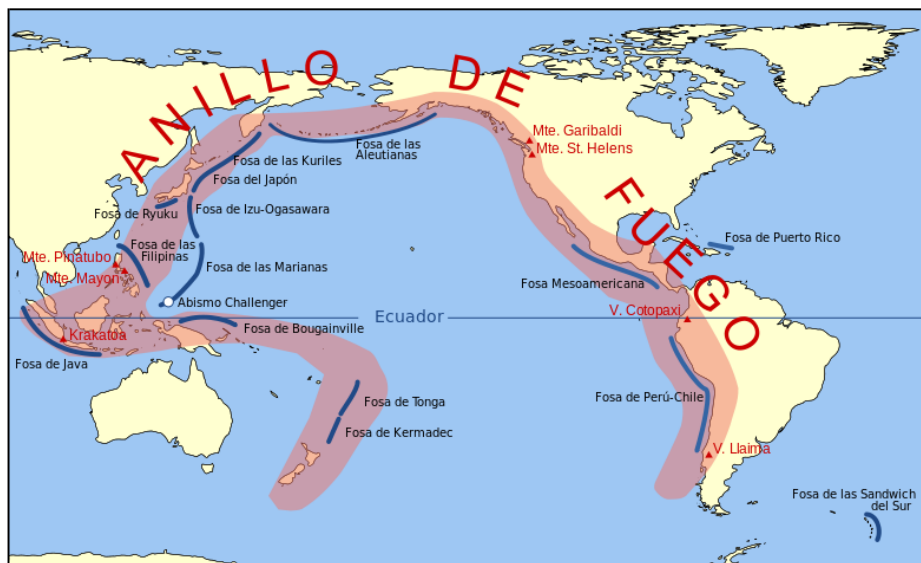 ANILLO DE FUEGO
Mte. Garibaldi
Mte. St. Helens
Fosa de las
Aleutianas
Fosa de las Kuriles
Fosa del Japón
Fosa de Ryuku
Fosa de Izu-Ogasawara
Fosa de Puerto Rico
Fosa de las
Filipinas
Mte. Pinatubo
Mte. Mayon
Fosa de las Marianas
Fosa Mesoamericana
Abismo Challenger
V. Cotopaxi
Ecuador
Fosa de Bougainville
Krakatoa
Fosa de Java
Fosa de Perú-Chile
Fosa de Tonga
Fosa de Kermadec
V. Llaima
Fosa de las Sandwich
del Sur